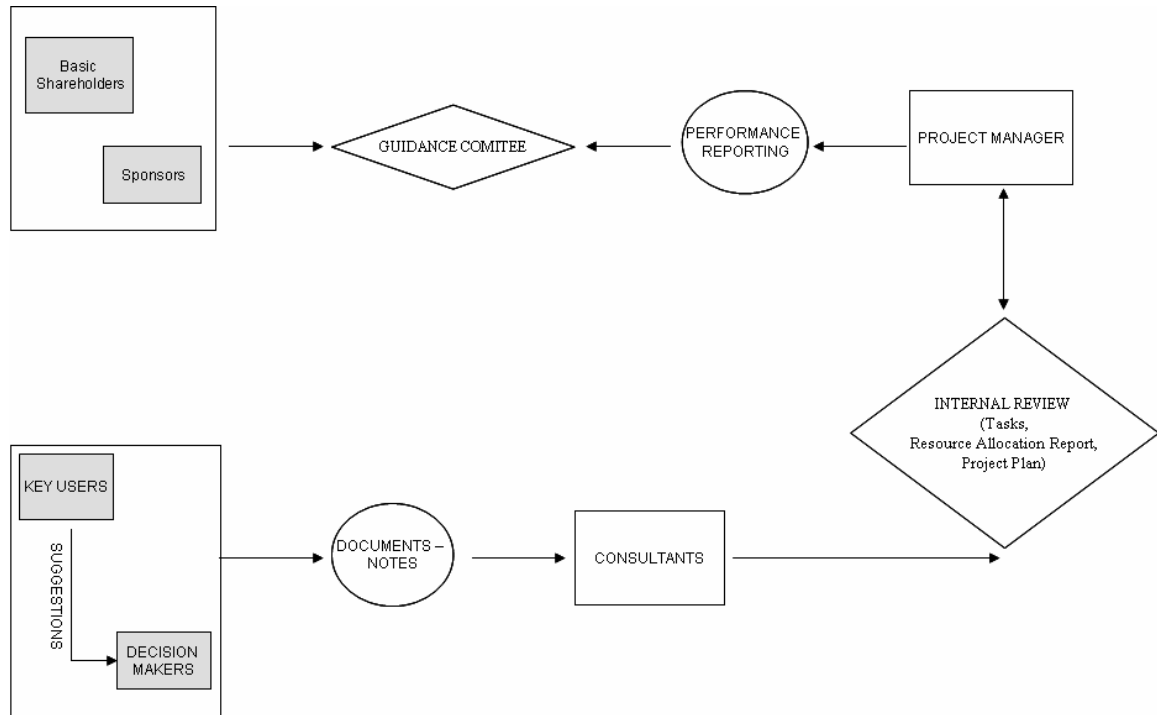 Basic
Shareholders
Sponsors
GUIDANCE COMITEE
PERFORMANCE
REPORTING
PROJECT MANAGER
INTERNAL REVIEW
(Tasks,
Resource Allocation Report,
Project Plan)
KEY USERS
SUGGESTIONS
DECISION
MAKERS
DOCUMENTS –
NOTES
CONSULTANTS